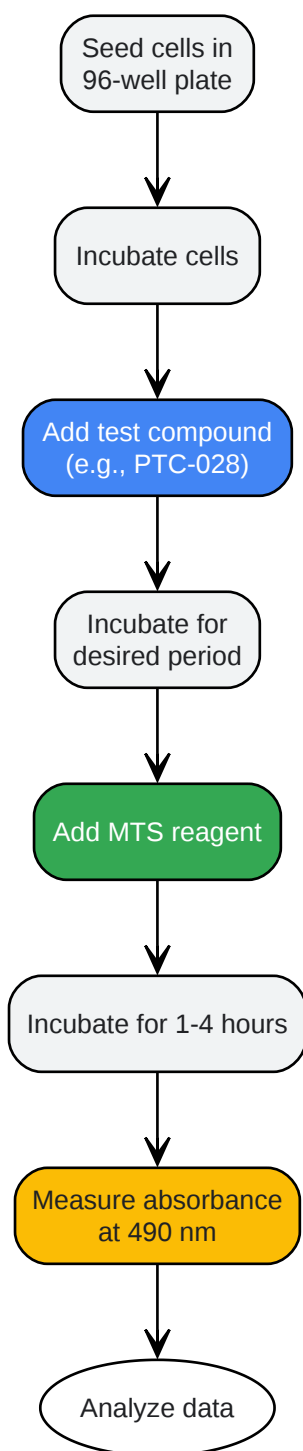 Seed cells in
96-well plate
Incubate cells
Add test compound
(e.g., PTC-028)
Incubate for
desired period
Add MTS reagent
Incubate for 1-4 hours
Measure absorbance
at 490 nm
Analyze data